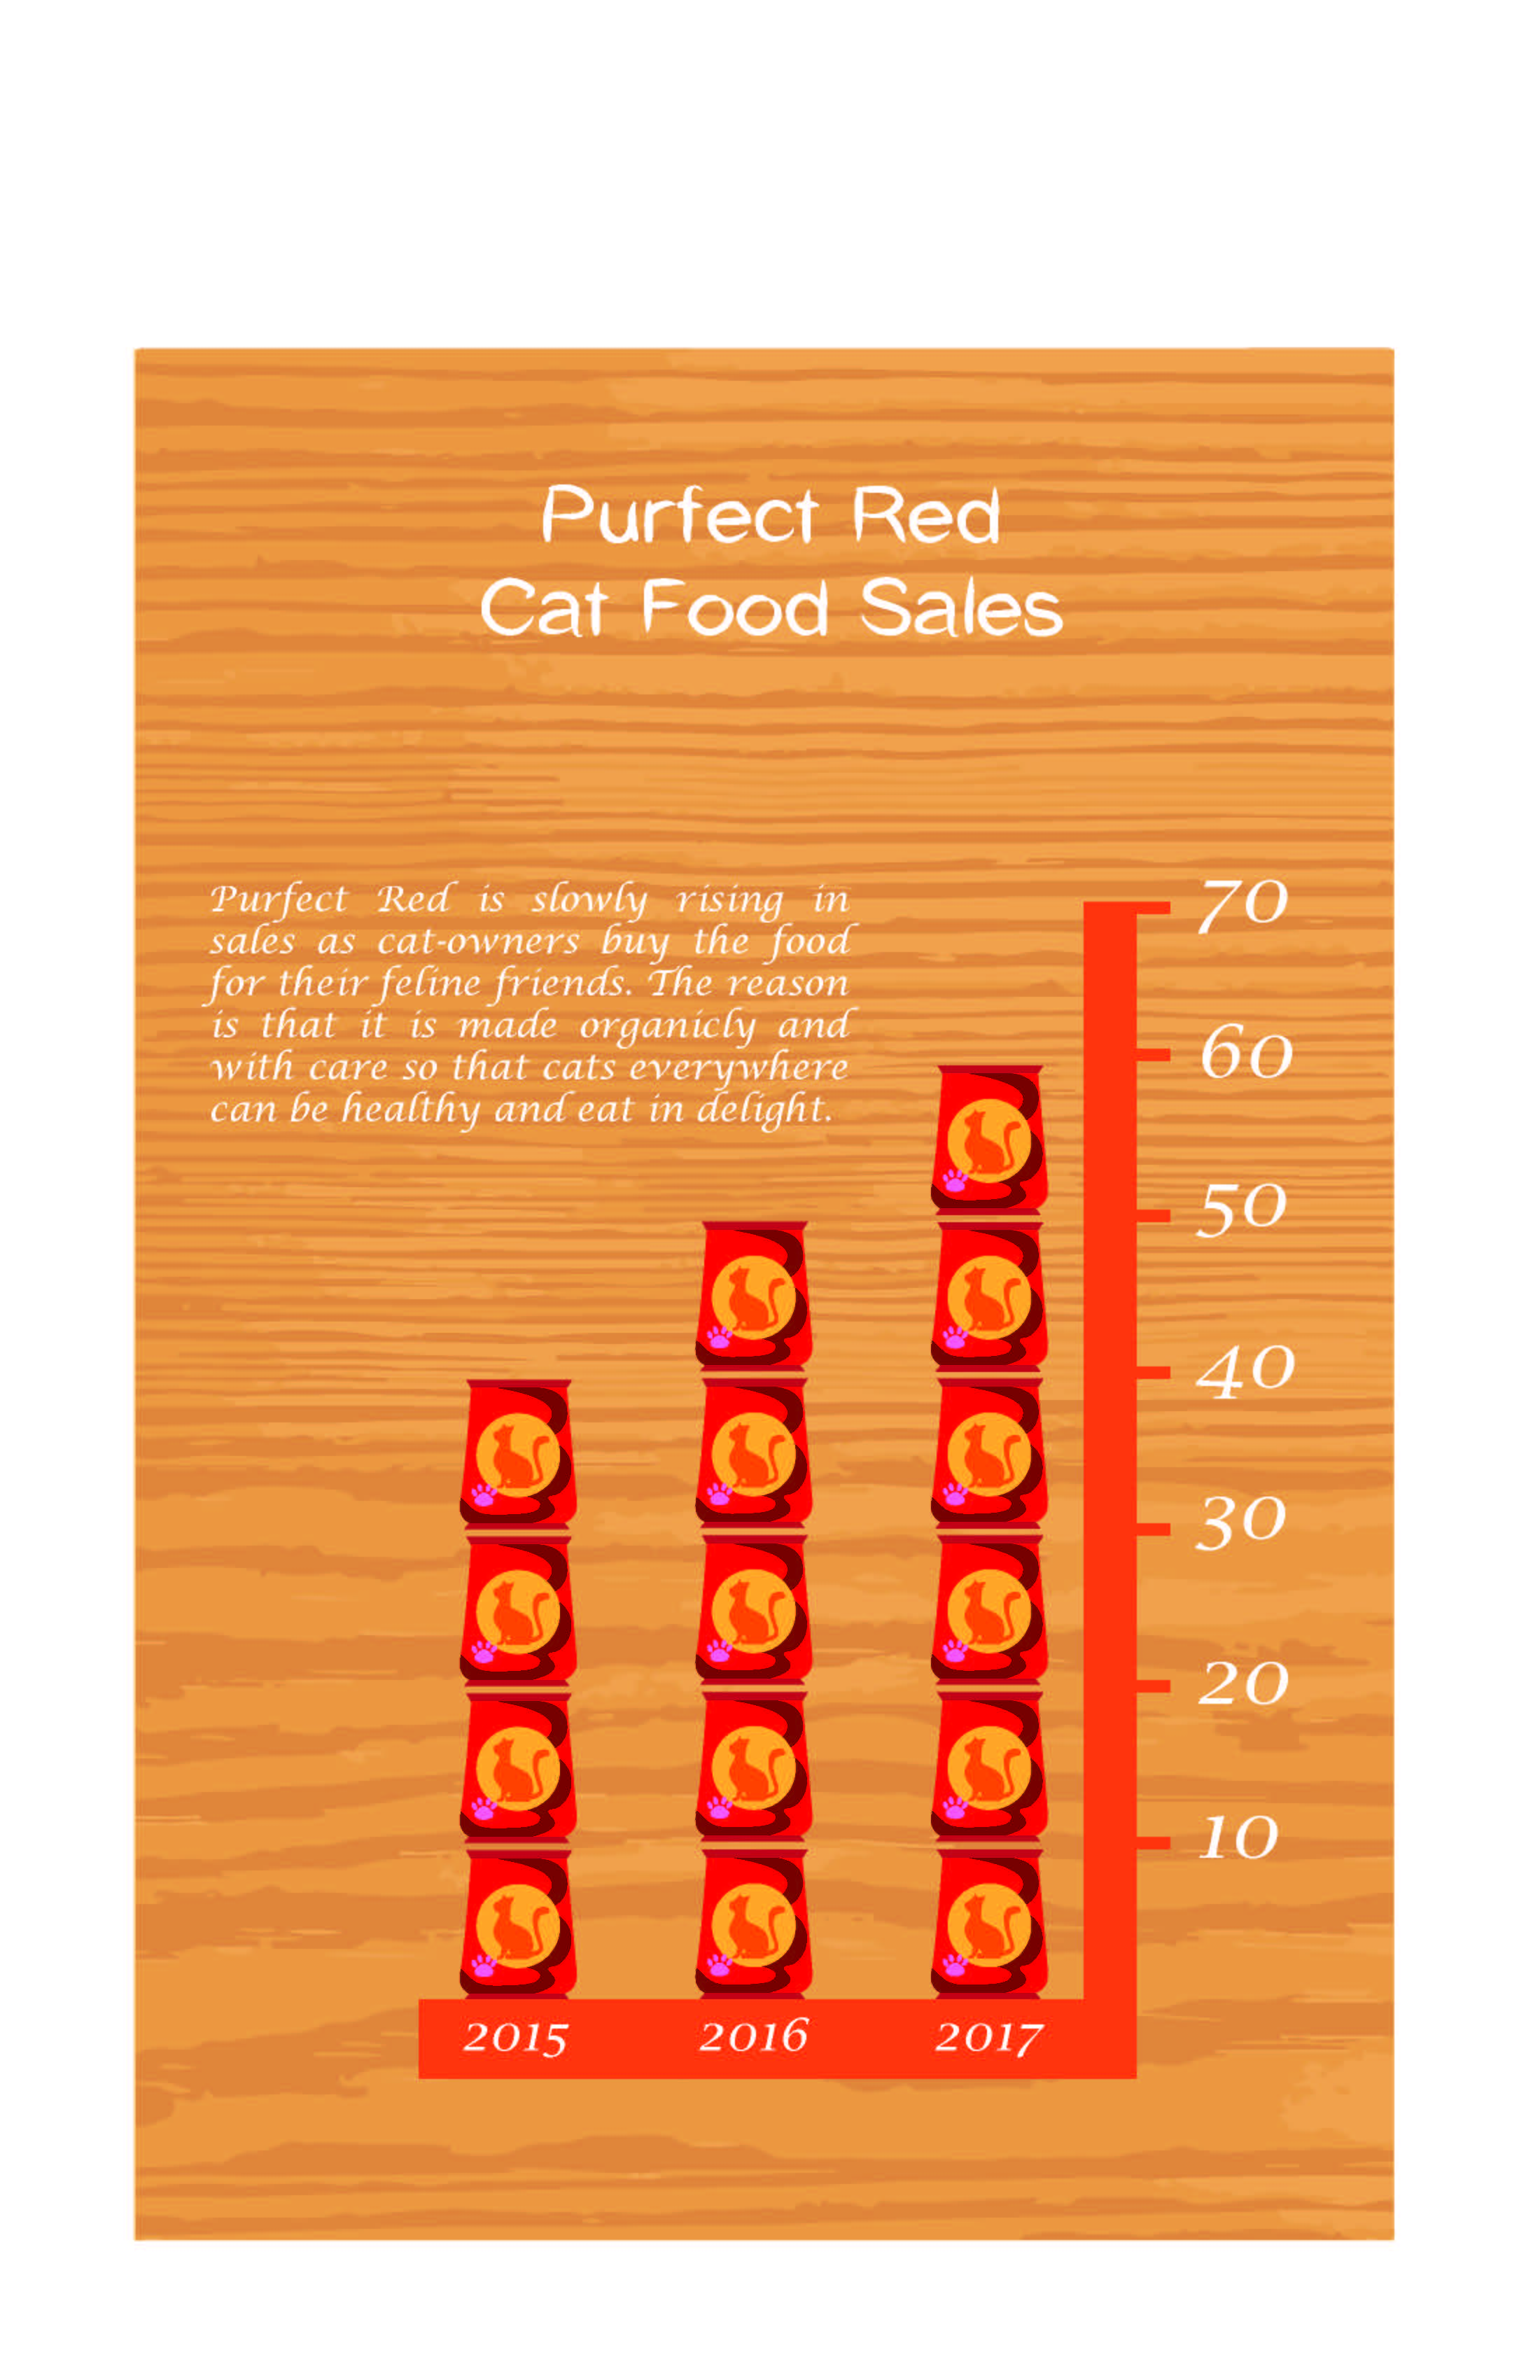 Purfect Red
Cat Food Sales
Purfect Red is slowly rising in
sales as cat-owners buy the food
for their feline friends. The reason
is that it is made organicly and
with care so that cats everywhere
can be healthy and eat in delight.
70
60
50
40
30
20
10
2015 2016 2017